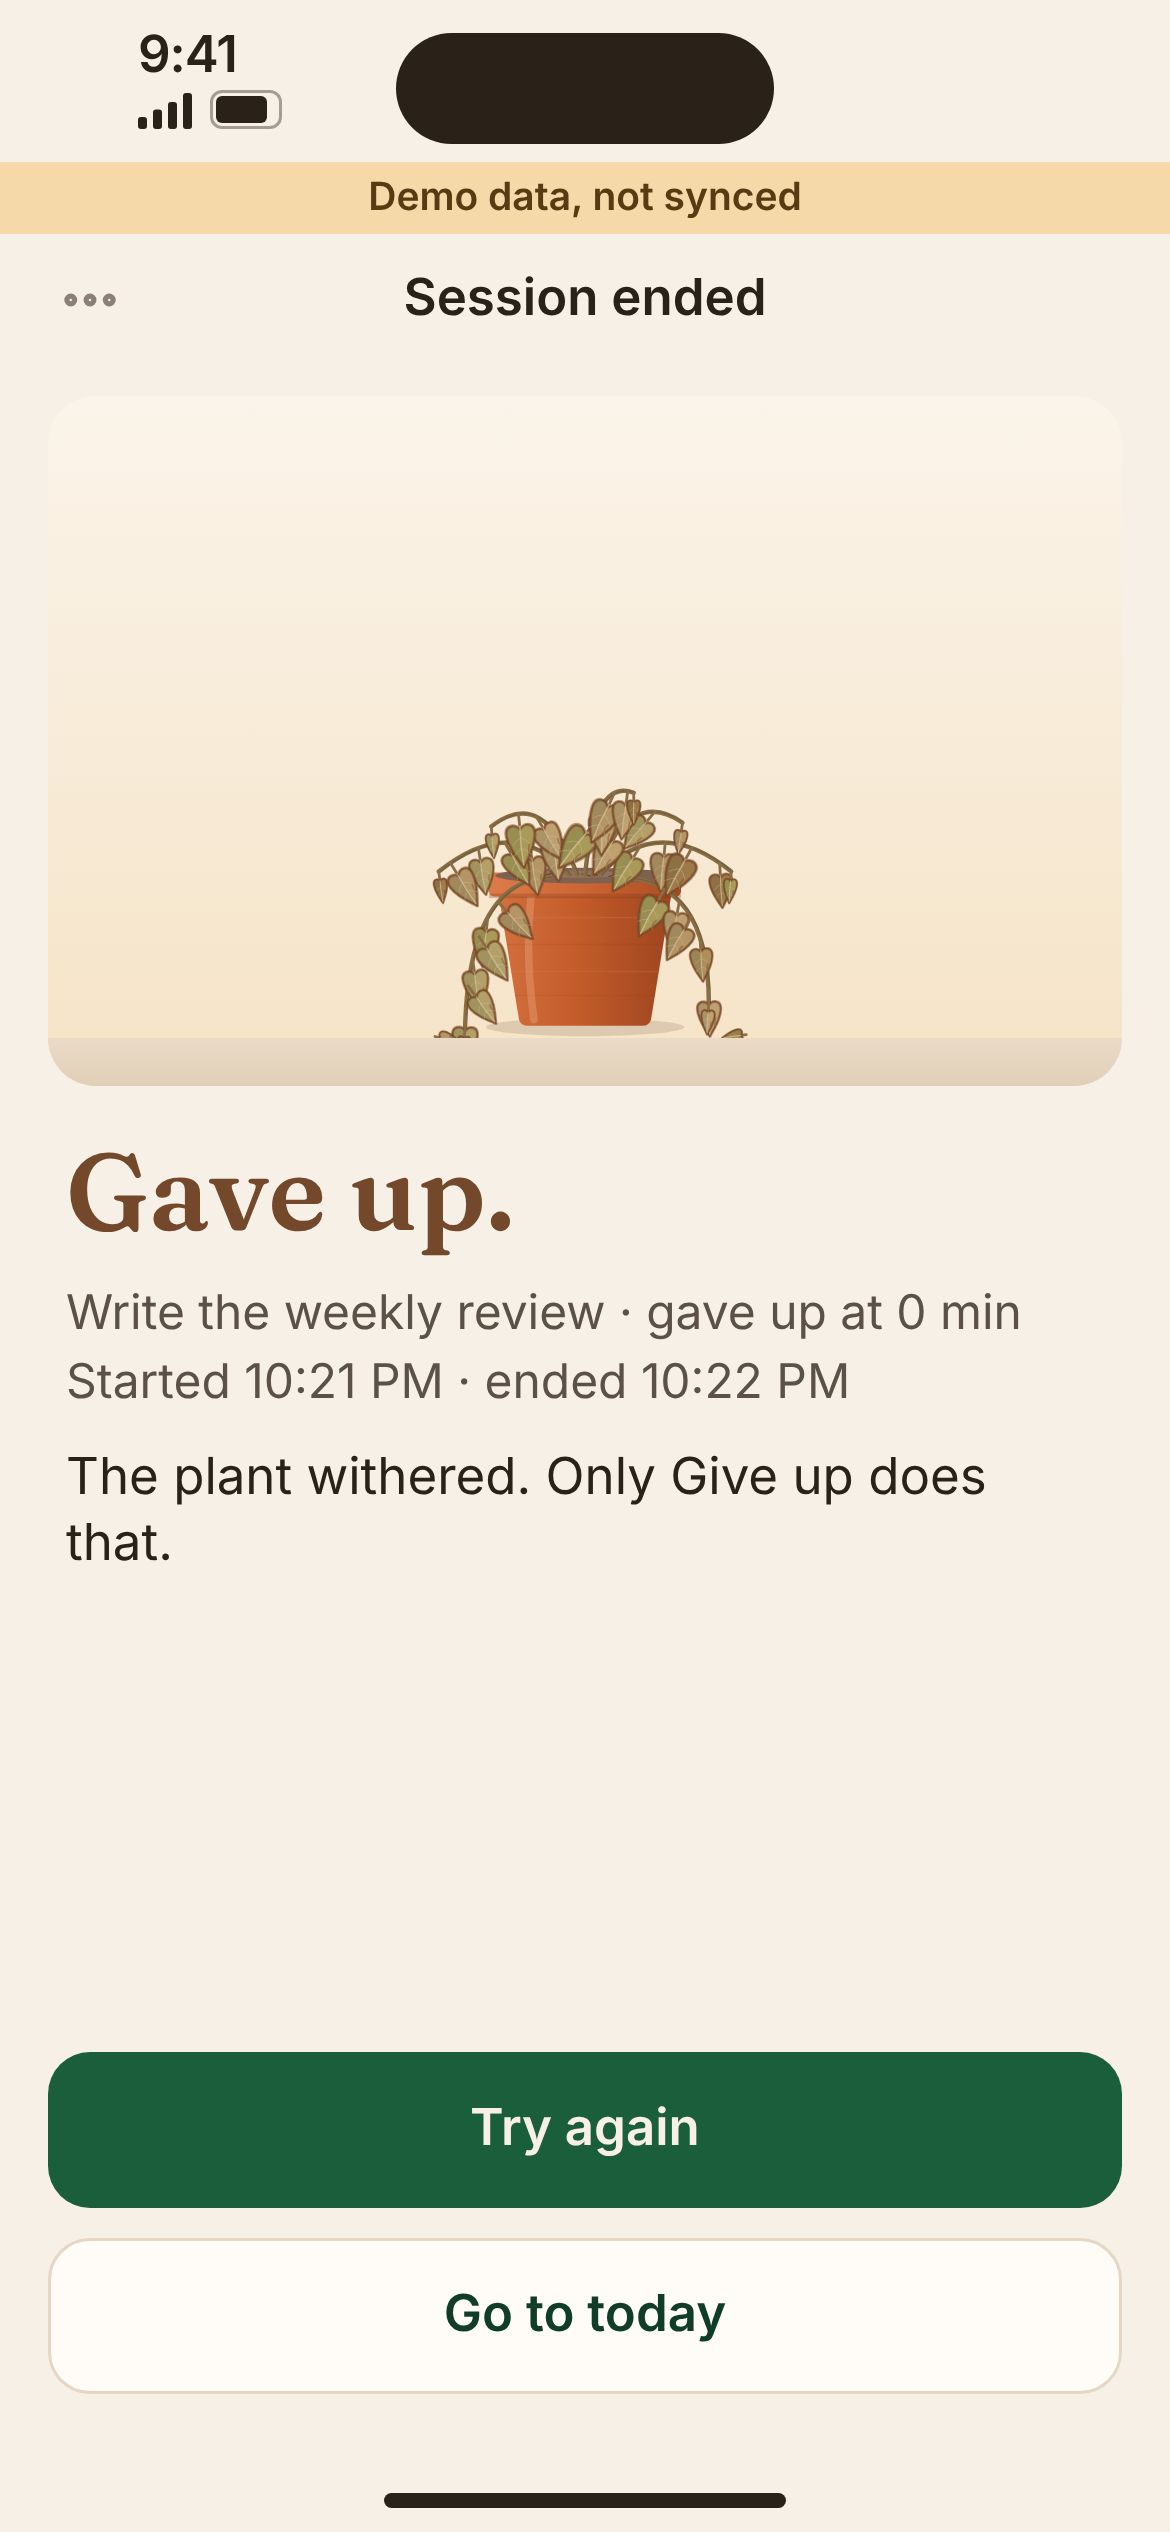 9:41
Demo data, not synced
Session ended
Gave up.
Write the weekly review · gave up at 0 min
Started 10:21 PM · ended 10:22 PM
The plant withered. Only Give up does
that.
Try again
Go to today